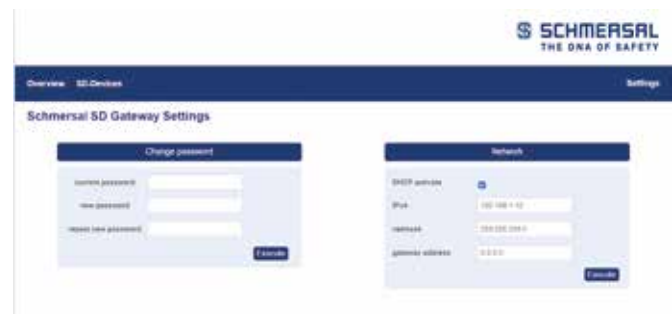 SCHMERSAL
THE DNA OF SAFETY
Overview SD-Devices Settings
Schmersal SD Gateway Settings
Change password
current password
new password
repeat new password
Execute
Network
DHCP activate
IPv4
netmask
gateway address
Execute